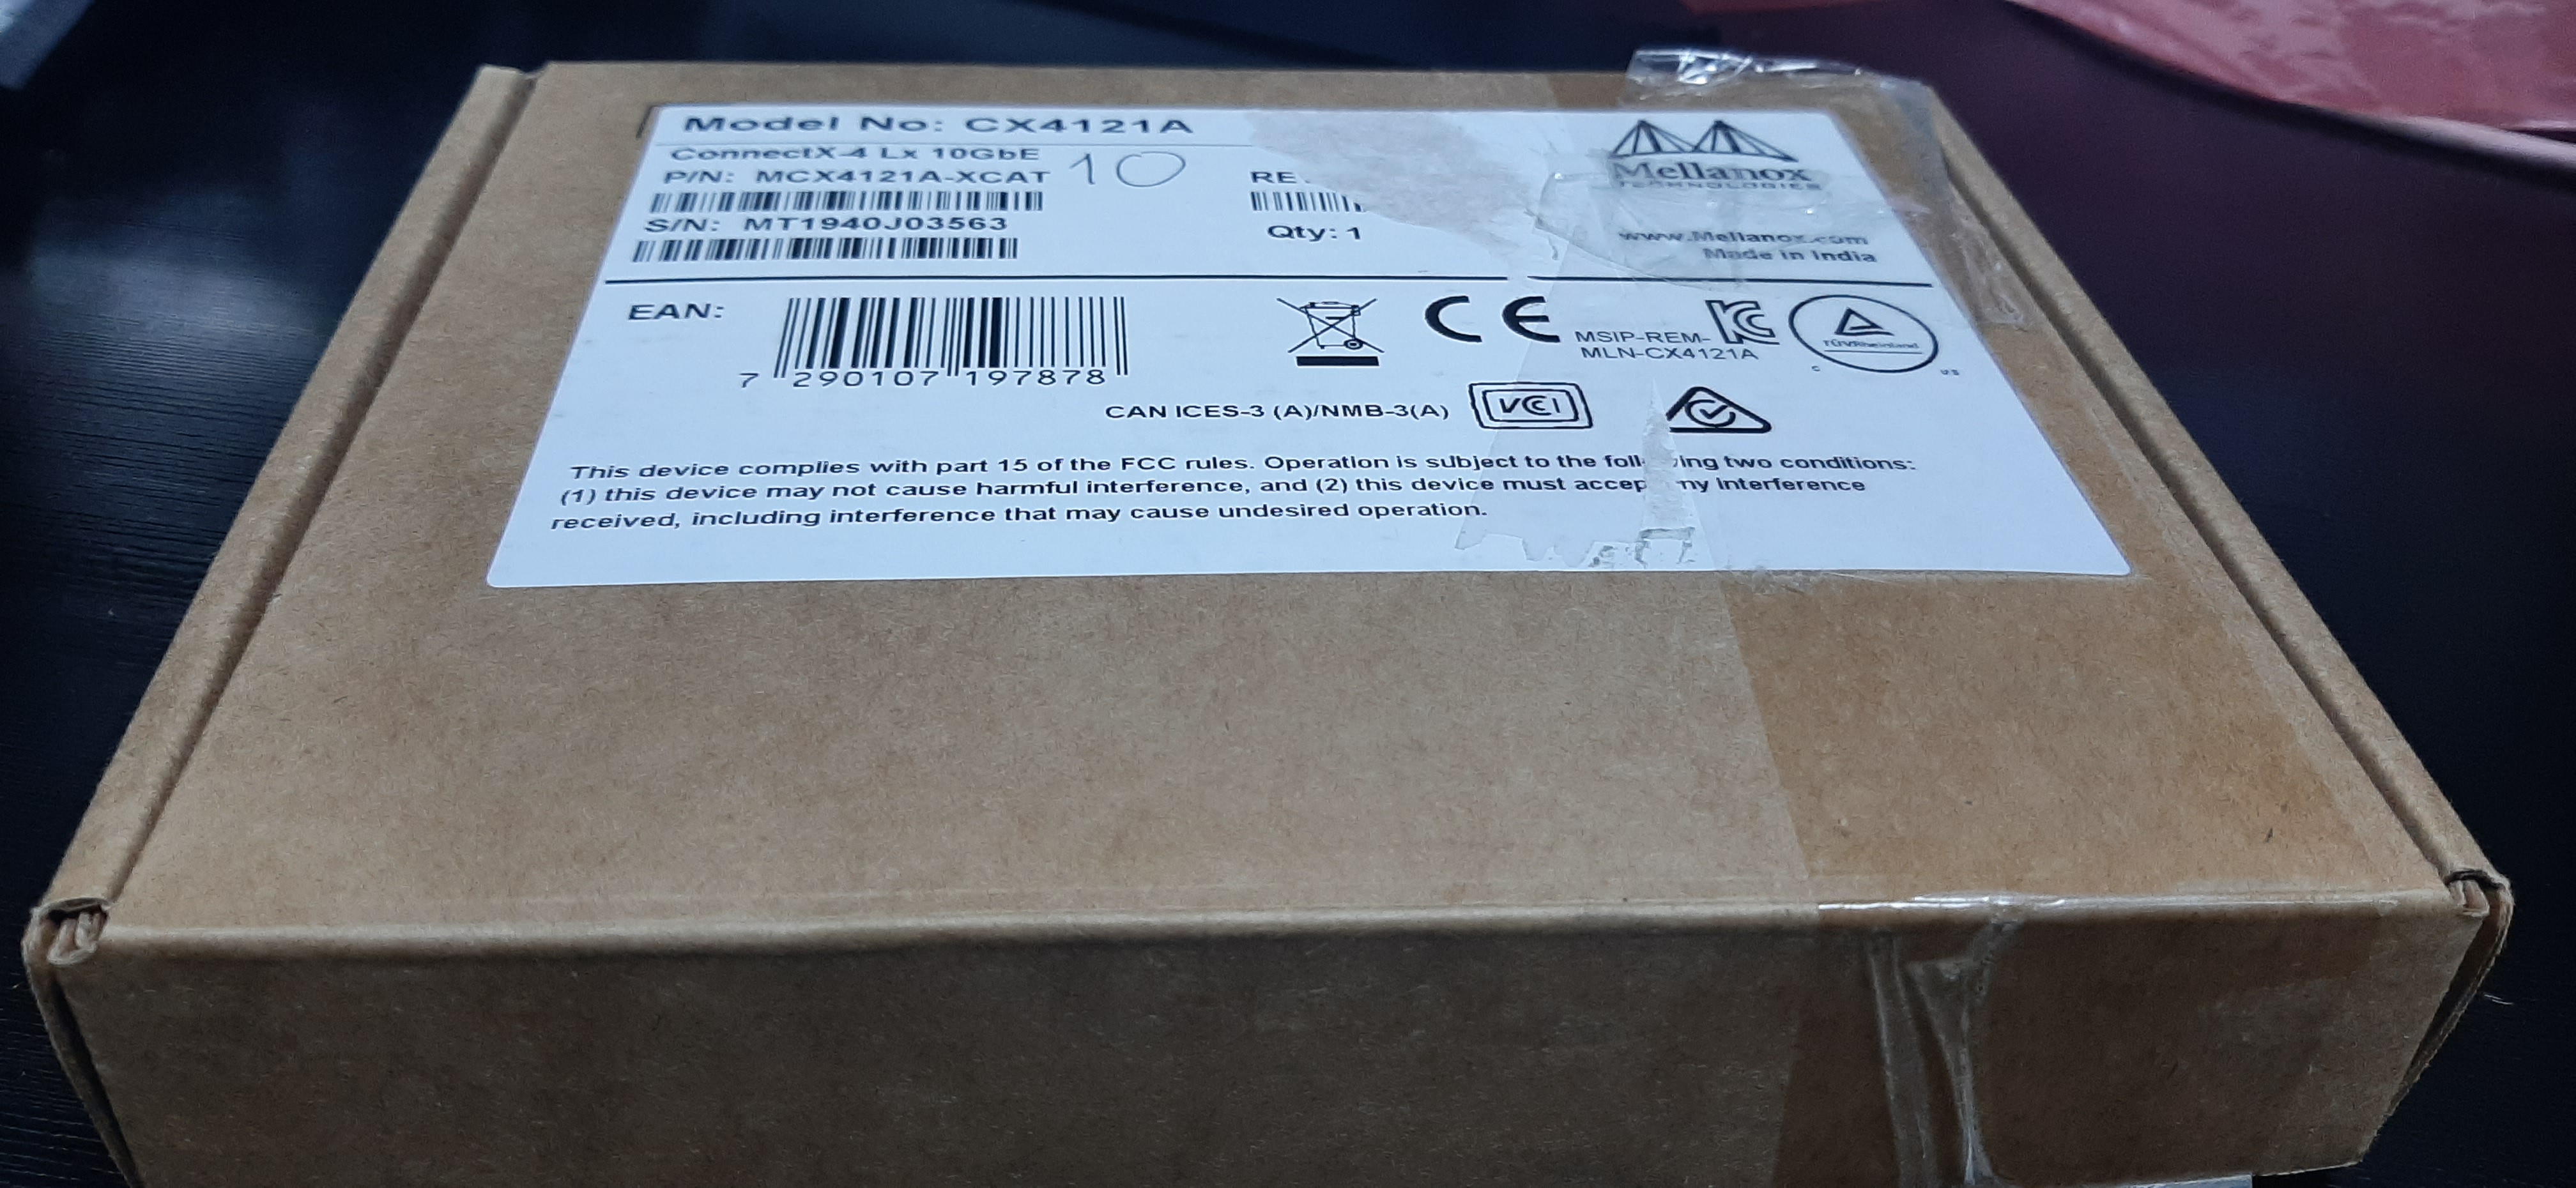 Model No: CX4121A
ConnectX-4 Lx 10GbE
P/N: MCX4121A-XCAT
10
S/N: MT1940J03563
Qty: 1
Mellanox
TECHNOLOGIES
www.Mellanox.com
Made in India
EAN:
7 290107 197878
CE
MSIP-REM-
MLN-CX4121A
TÜVRheinland
C US
CAN ICES-3 (A)/NMB-3(A)
VCI
This device complies with part 15 of the FCC rules. Operation is subject to the two conditions:
(1) this device may not cause harmful interference, and (2) this device must interference
received, including interference that may cause undesired operation.